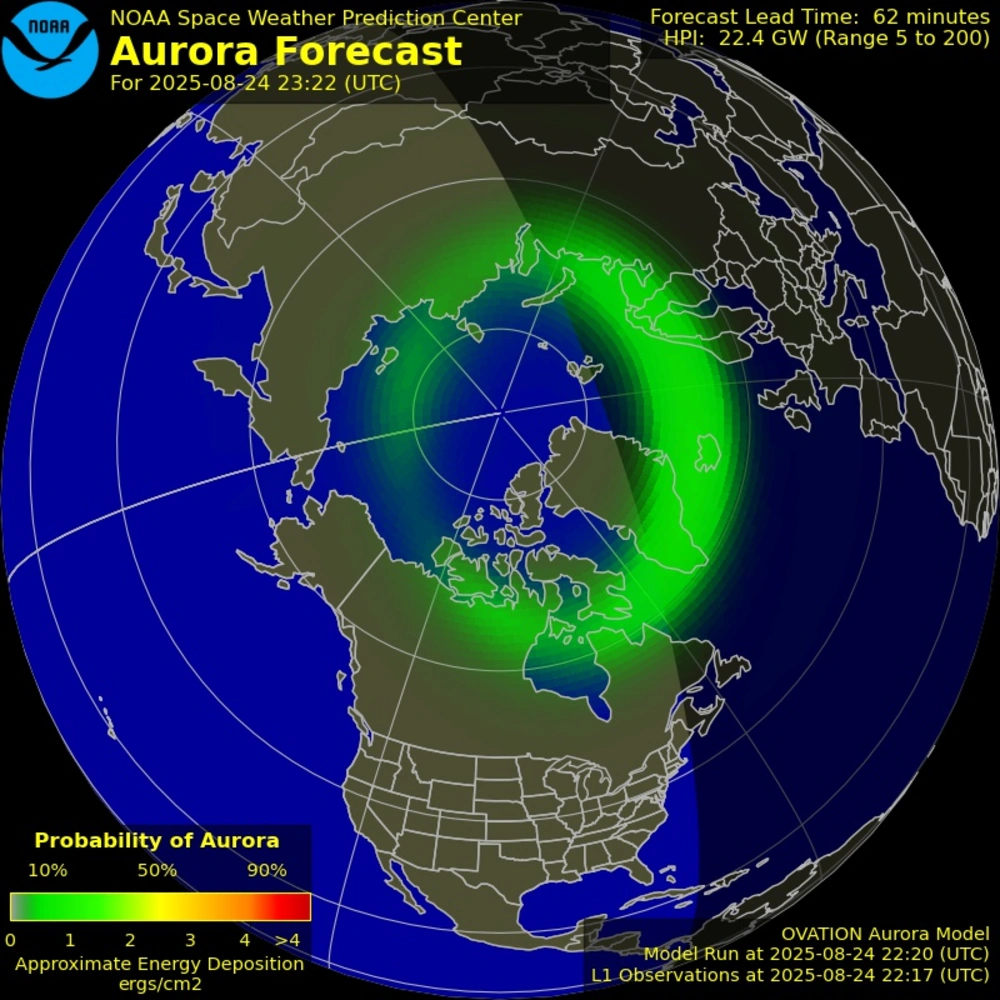 NOAA
NOAA Space Weather Prediction Center
Aurora Forecast
For 2025-08-24 23:22 (UTC)
Forecast Lead Time: 62 minutes
HPI: 22.4 GW (Range 5 to 200)
Probability of Aurora
10% 50% 90%
0 1 2 3 4 >4
Approximate Energy Deposition
ergs/cm2
OVATION Aurora Model
Model Run at 2025-08-24 22:20 (UTC)
L1 Observations at 2025-08-24 22:17 (UTC)